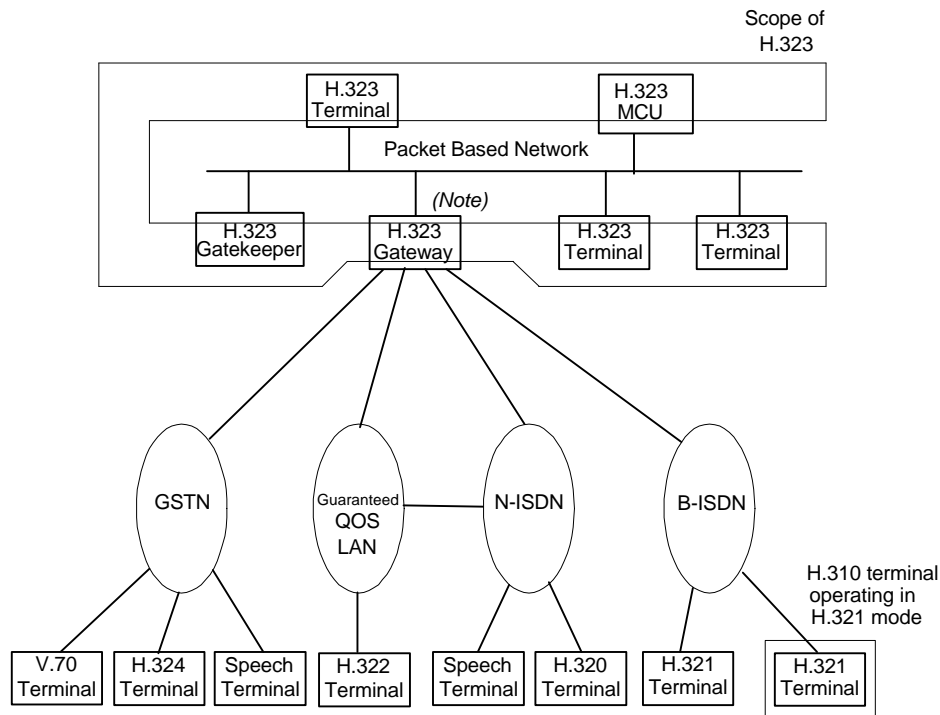 Scope of
H.323
H.323
Terminal
H.323
MCU
Packet Based Network
(Note)
H.323
Gatekeeper
H.323
Gateway
H.323
Terminal
H.323
Terminal
GSTN
Guaranteed
QOS
LAN
N-ISDN
B-ISDN
H.310 terminal
operating in
H.321 mode
V.70
Terminal
H.324
Terminal
Speech
Terminal
H.322
Terminal
Speech
Terminal
H.320
Terminal
H.321
Terminal
H.321
Terminal